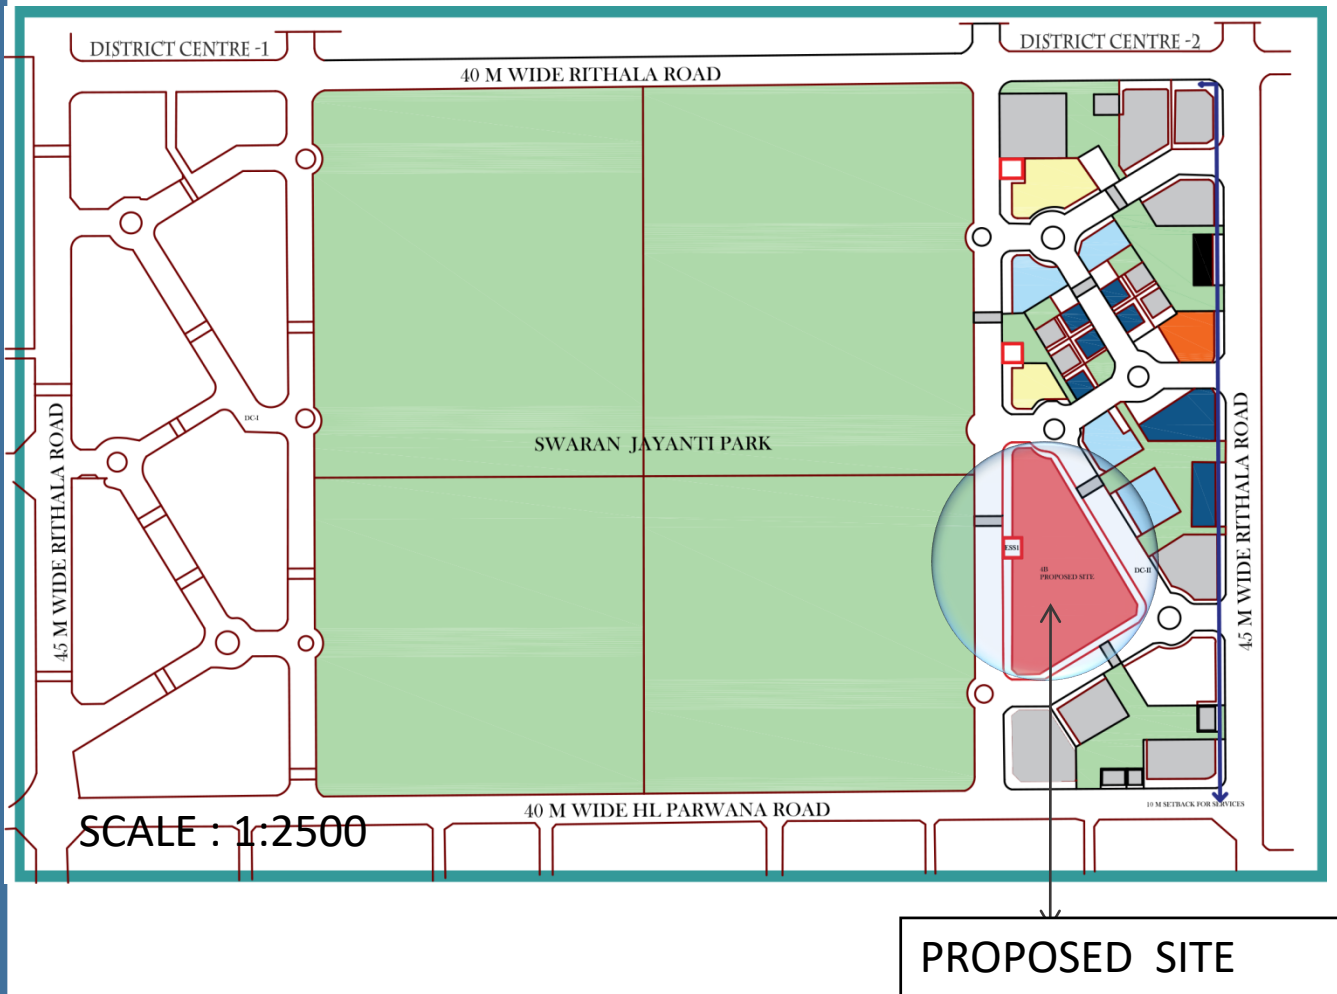 DISTRICT CENTRE -1
DISTRICT CENTRE -2
40 M WIDE RITHALA ROAD
DC-I
45 M WIDE RITHALA ROAD
SWARAN JAYANTI PARK
45 M WIDE RITHALA ROAD
ESS1
4B
PROPOSED SITE
DC-II
10 M SETBACK FOR SERVICES
40 M WIDE HL PARWANA ROAD
SCALE : 1:2500
PROPOSED SITE